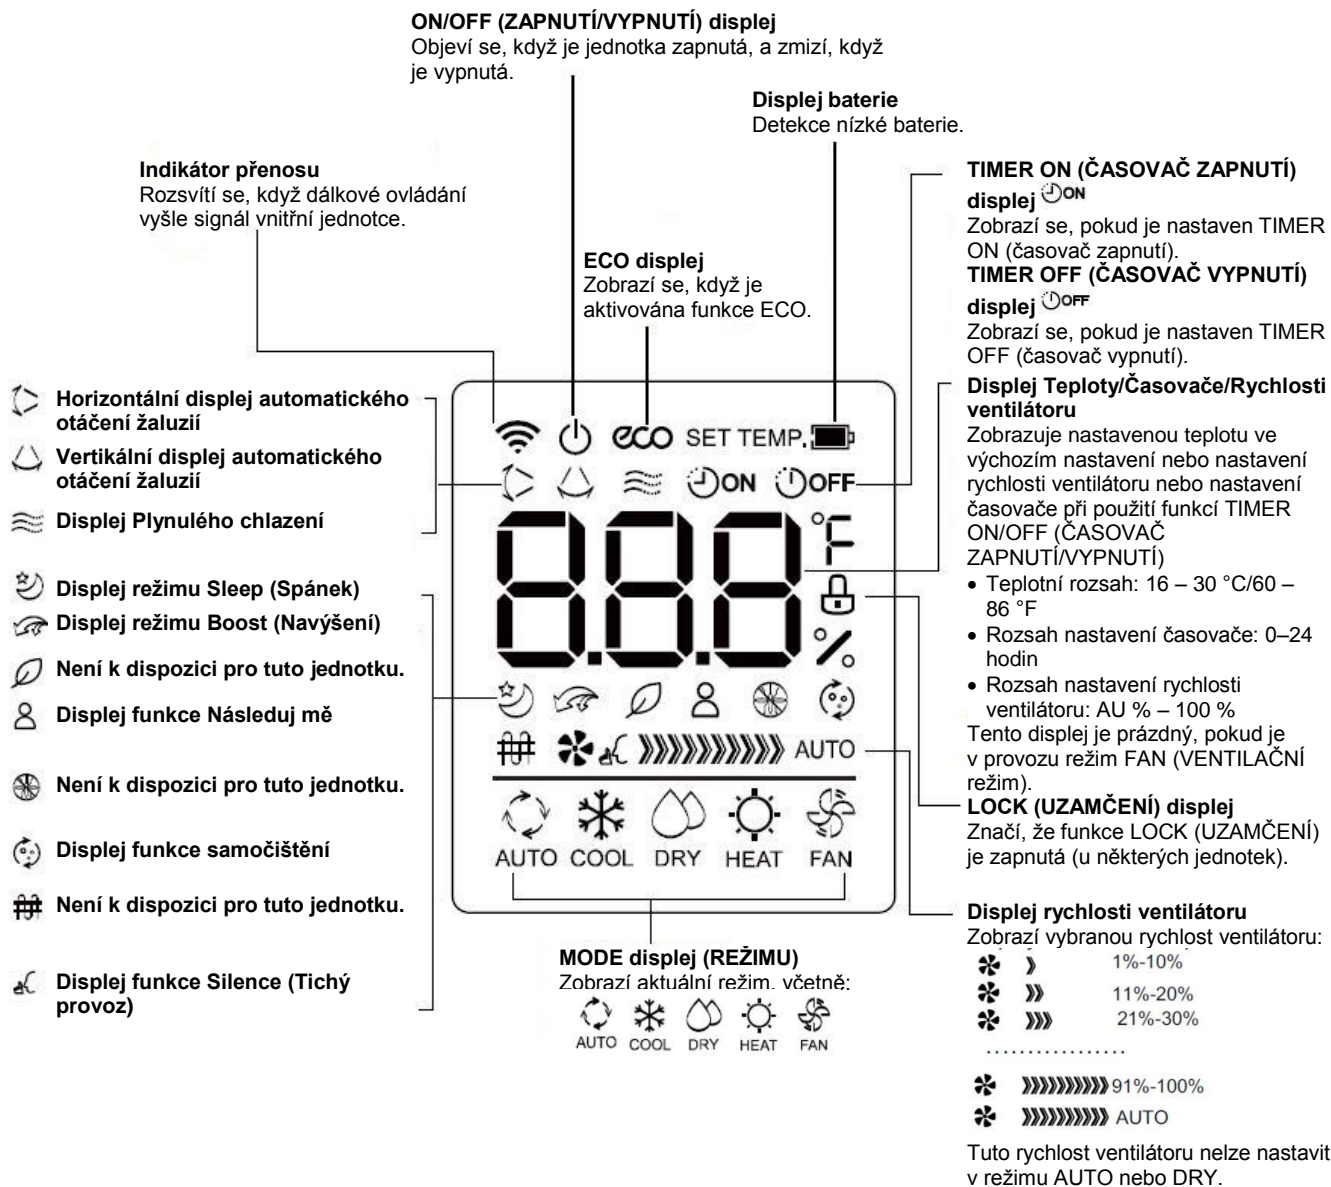 ON/OFF (ZAPNUTÍ/VYPNUTÍ) displej
Objeví se, když je jednotka zapnutá, a zmizí, když
je vypnutá.
Displej baterie
Detekce nízké baterie.
Indikátor přenosu
Rozsvítí se, když dálkové ovládání
vyšle signál vnitřní jednotce.
ECO displej
Zobrazí se, když je
aktivována funkce ECO.
TIMER ON (ČASOVAČ ZAPNUTÍ)
displej ON
Zobrazí se, pokud je nastaven TIMER
ON (časovač zapnutí).
TIMER OFF (ČASOVAČ VYPNUTÍ)
displej OFF
Zobrazí se, pokud je nastaven TIMER
OFF (časovač vypnutí).
Displej Teploty/Časovače/Rychlosti
ventilátoru
Zobrazuje nastavenou teplotu ve
výchozím nastavení nebo nastavení
rychlosti ventilátoru nebo nastavení
časovače při použití funkcí TIMER
ON/OFF (ČASOVAČ
ZAPNUTÍ/VYPNUTÍ)
• Teplotní rozsah: 16 – 30 °C/60 –
86 °F
• Rozsah nastavení časovače: 0–24
hodin
• Rozsah nastavení rychlosti
ventilátoru: AU % – 100 %
Tento displej je prázdný, pokud je
v provozu režim FAN (VENTILAČNÍ
režim).
LOCK (UZAMČENÍ) displej
Značí, že funkce LOCK (UZAMČENÍ)
je zapnutá (u některých jednotek).
Displej rychlosti ventilátoru
Zobrazí vybranou rychlost ventilátoru:
1%-10%
11%-20%
21%-30%
.................
91%-100%
AUTO
Tuto rychlost ventilátoru nelze nastavit
v režimu AUTO nebo DRY.
Horizontální displej automatického
otáčení žaluzií
Vertikální displej automatického
otáčení žaluzií
Displej Plynulého chlazení
Displej režimu Sleep (Spánek)
Displej režimu Boost (Navýšení)
Není k dispozici pro tuto jednotku.
Displej funkce Následuj mě
Není k dispozici pro tuto jednotku.
Displej funkce samočištění
Není k dispozici pro tuto jednotku.
Displej funkce Silence (Tichý
provoz)
eco SET TEMP.
ON OFF
8.8.8 °F
%
AUTO
AUTO COOL DRY HEAT FAN
MODE displej (REŽIMU)
Zobrazí aktuální režim, včetně:
AUTO COOL DRY HEAT FAN